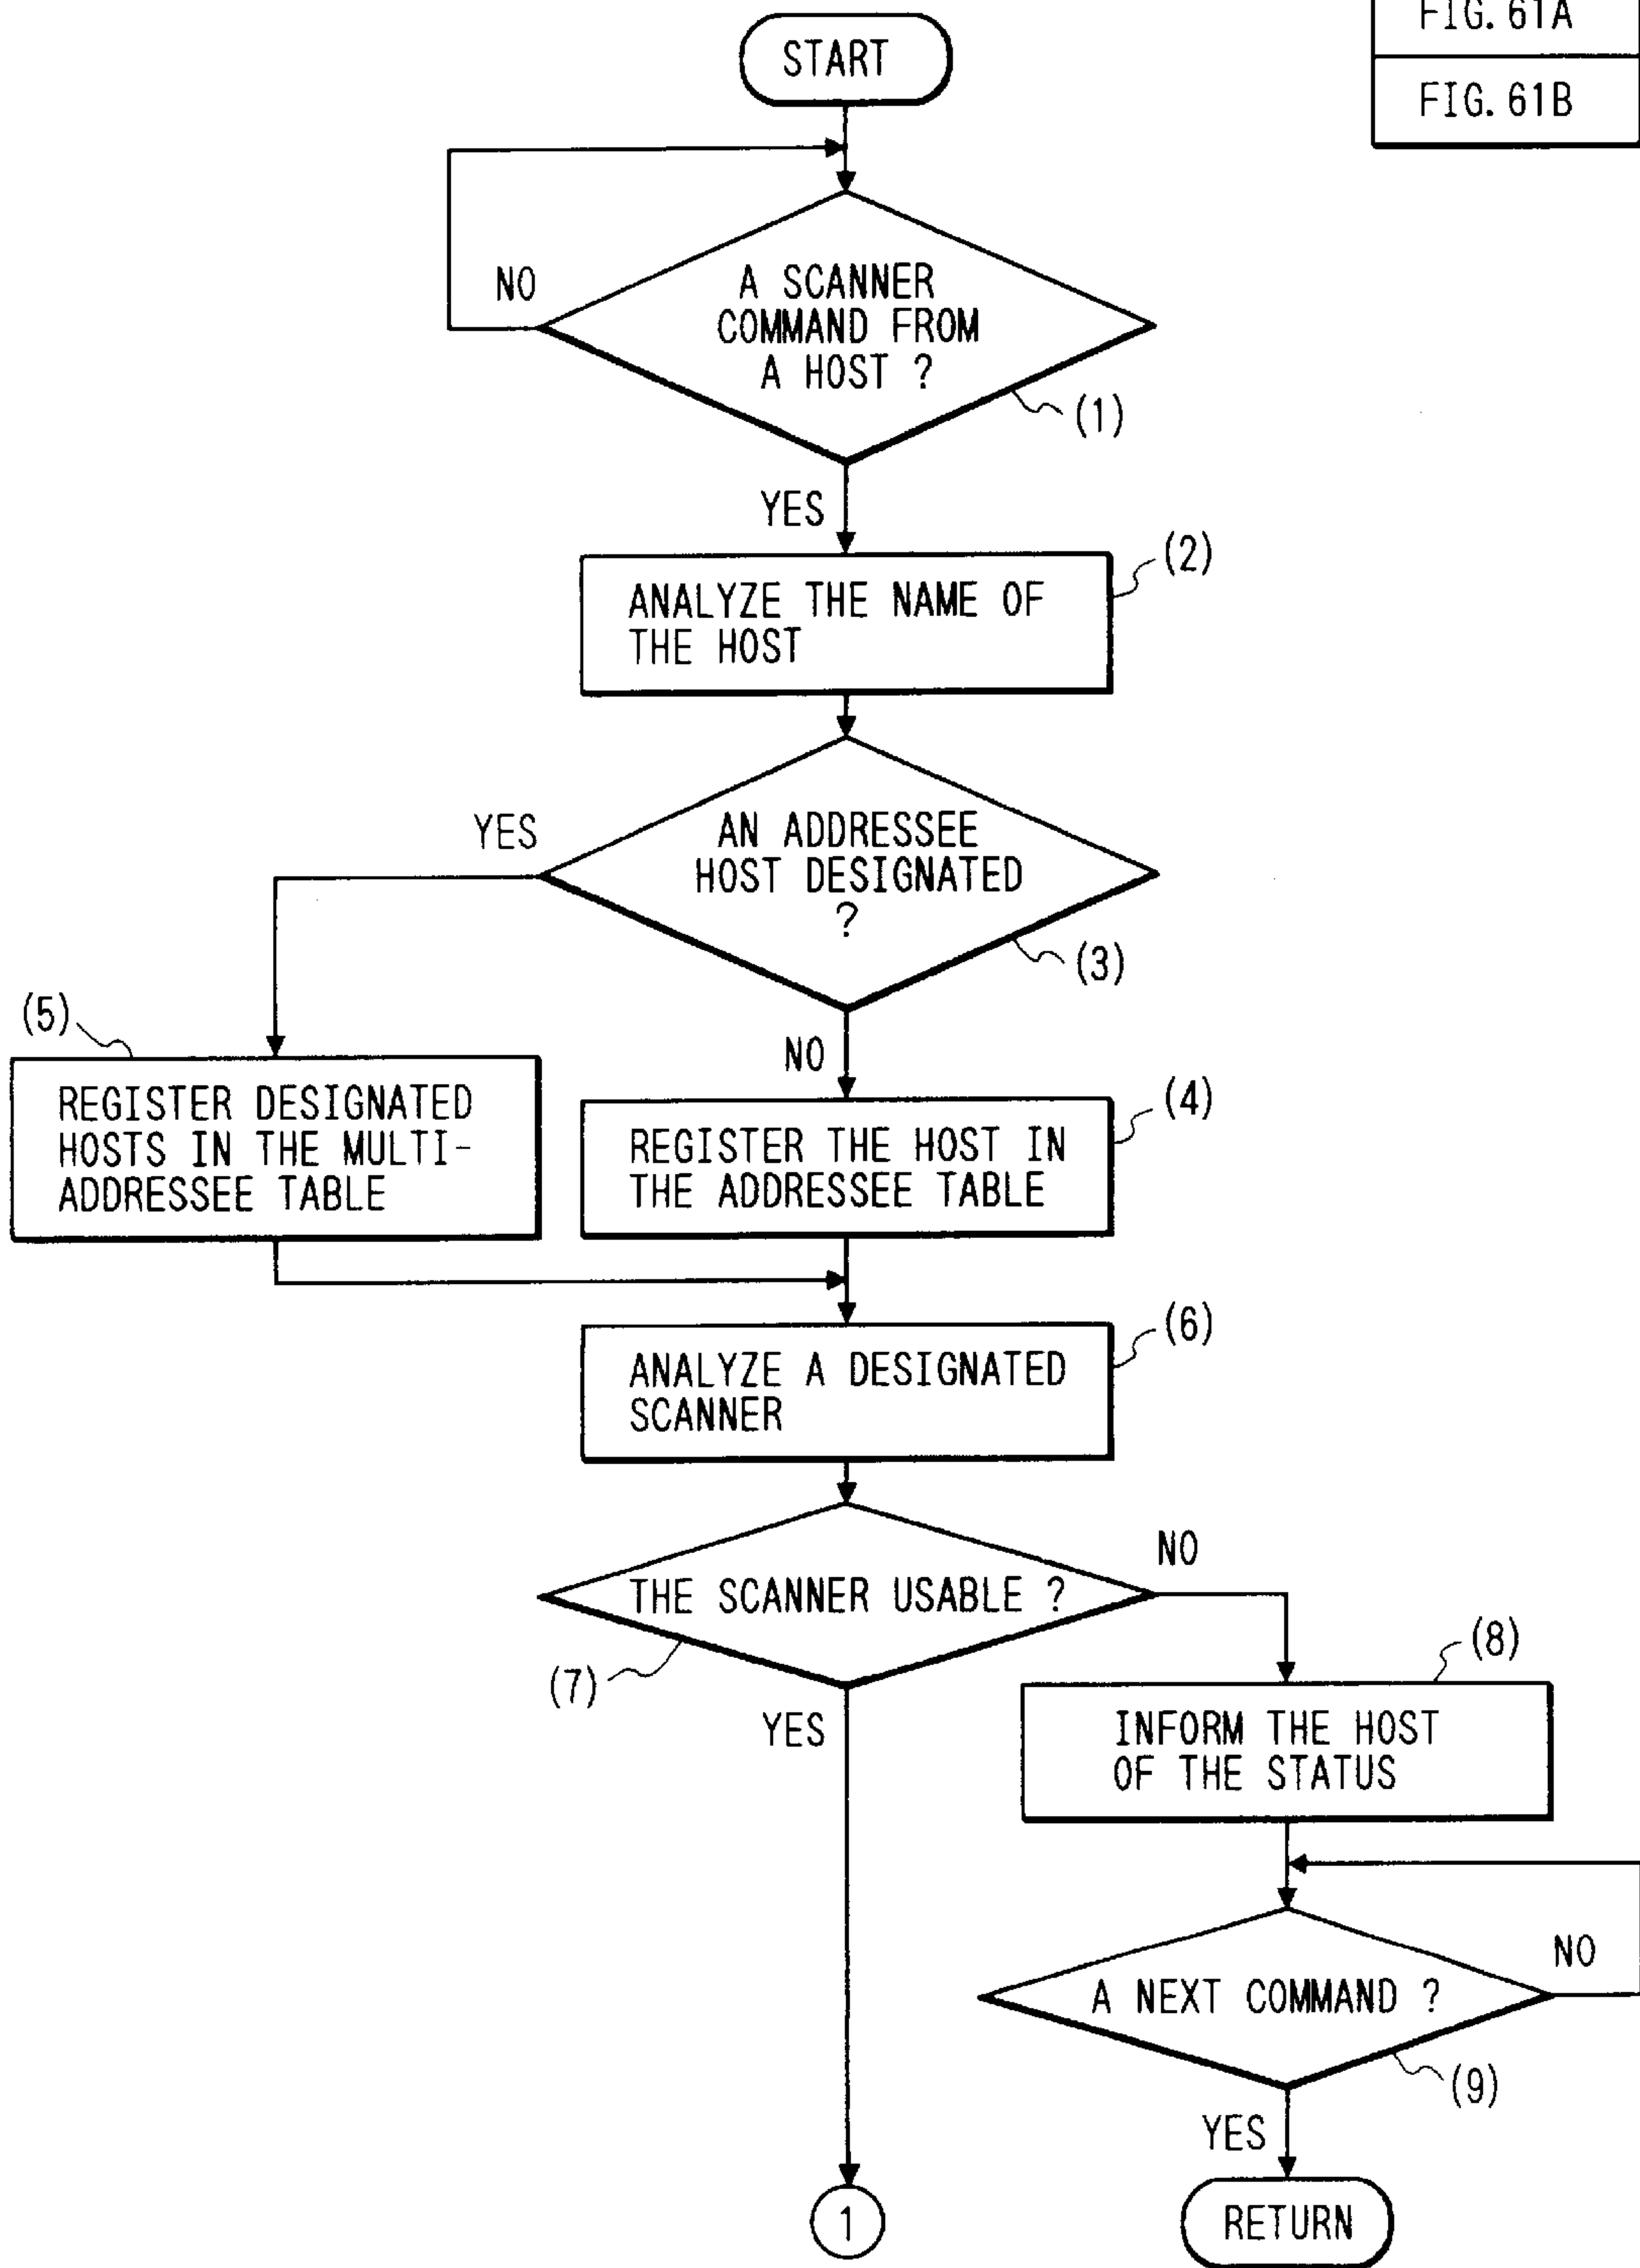 FIG. 61A
FIG. 61B
START
NO
A SCANNER
COMMAND FROM
A HOST ?
(1)
YES
(2)
ANALYZE THE NAME OF
THE HOST
YES
AN ADDRESSEE
HOST DESIGNATED
?
(3)
(5)
NO
REGISTER DESIGNATED
HOSTS IN THE MULTI-
ADDRESSEE TABLE
(4)
REGISTER THE HOST IN
THE ADDRESSEE TABLE
(6)
ANALYZE A DESIGNATED
SCANNER
NO
THE SCANNER USABLE ?
(7)
(8)
YES
INFORM THE HOST
OF THE STATUS
NO
A NEXT COMMAND ?
(9)
YES
1
RETURN